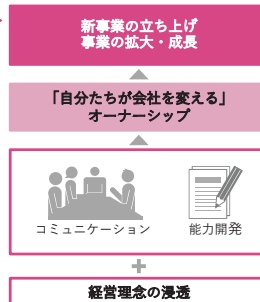 新事業の立ち上げ
事業の拡大・成長
「自分たちが会社を変える」
オーナーシップ
コミュニケーション
能力開発
+
経営理念の浸透